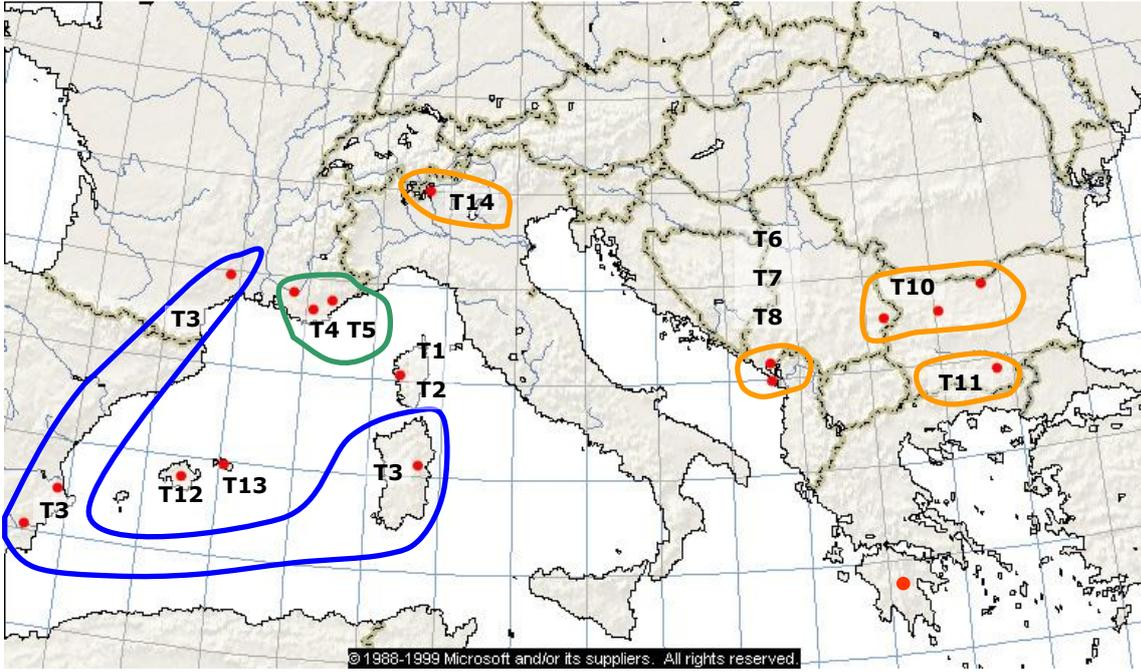 T14
T6
T7
T10
T3
T8
T4 T5
T1
T11
T2
T3
T13
T12
T3
© 1988-1999 Microsoft and/or its suppliers. All rights reserved.